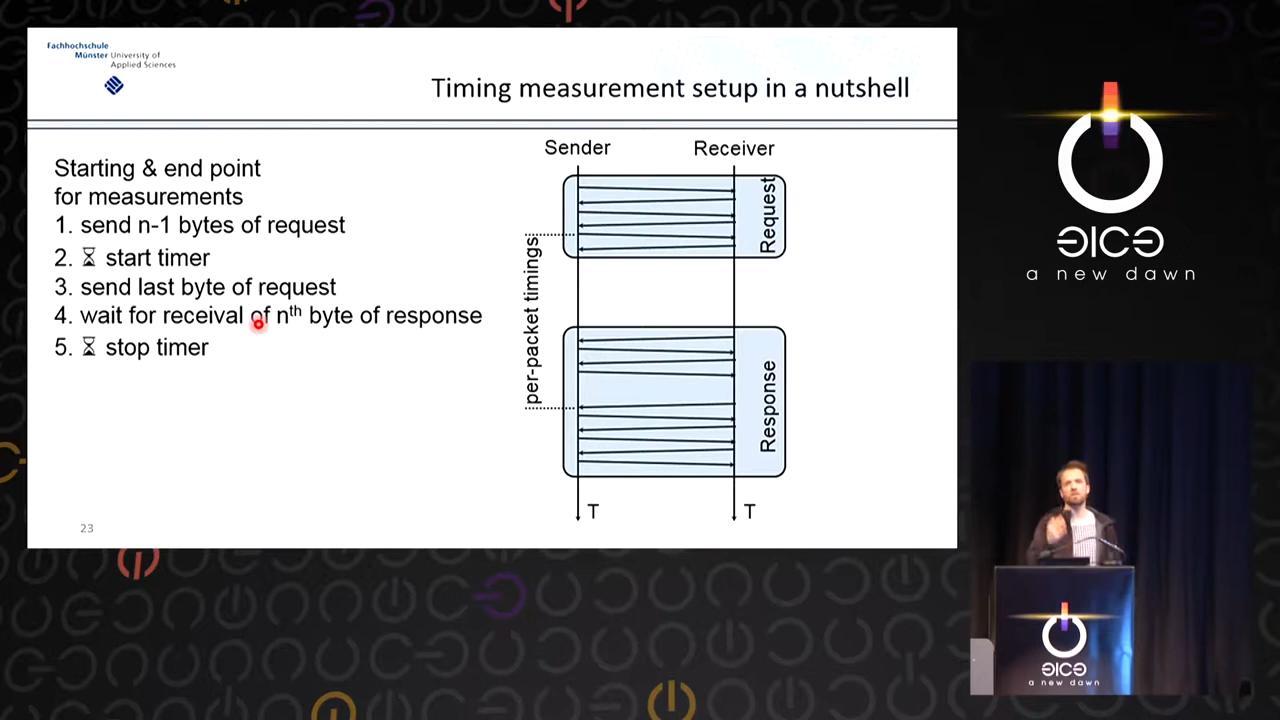 Fachhochschule
Münster University of
Applied Sciences
Timing measurement setup in a nutshell
Starting & end point
for measurements
1. send n-1 bytes of request
2. ⌛ start timer
3. send last byte of request
4. wait for receival of nth byte of response
5. ⌛ stop timer
Sender
Receiver
Request
per-packet timings
Response
T
T
23
31C3
a new dawn
31C3
a new dawn